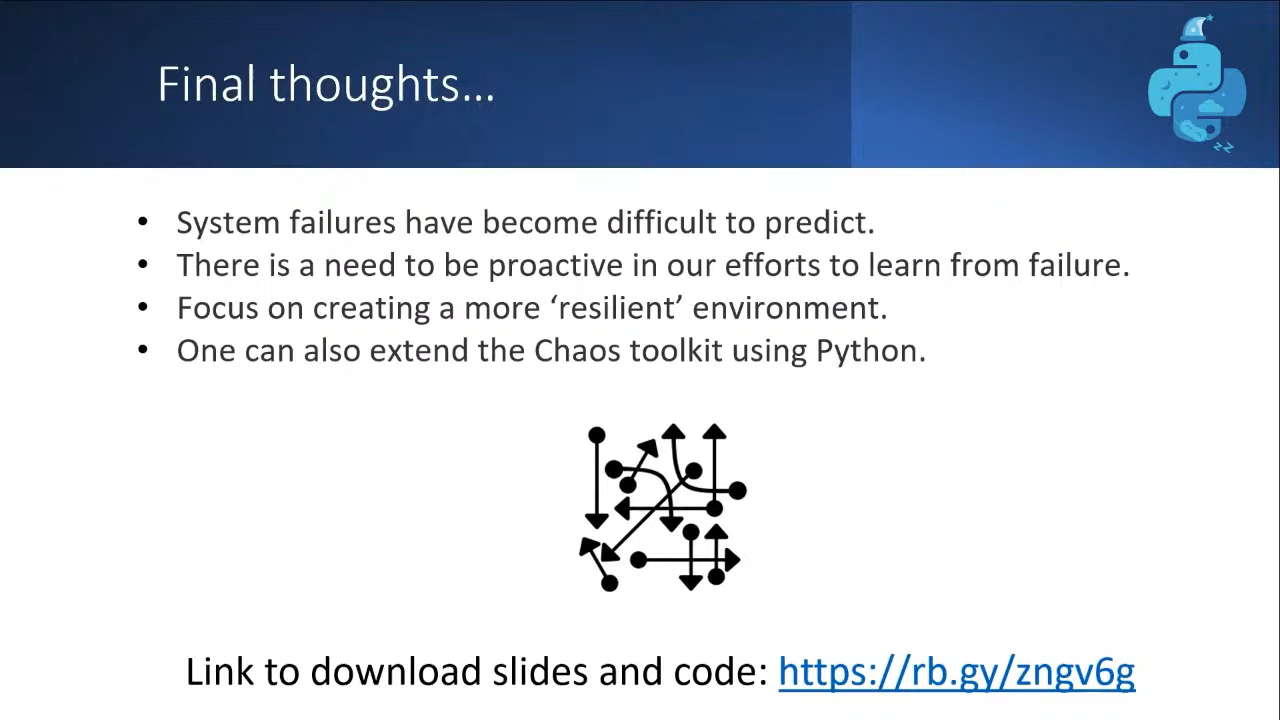 Final thoughts...
• System failures have become difficult to predict.
• There is a need to be proactive in our efforts to learn from failure.
• Focus on creating a more ‘resilient’ environment.
• One can also extend the Chaos toolkit using Python.
Link to download slides and code: https://rb.gy/zngv6g
zz